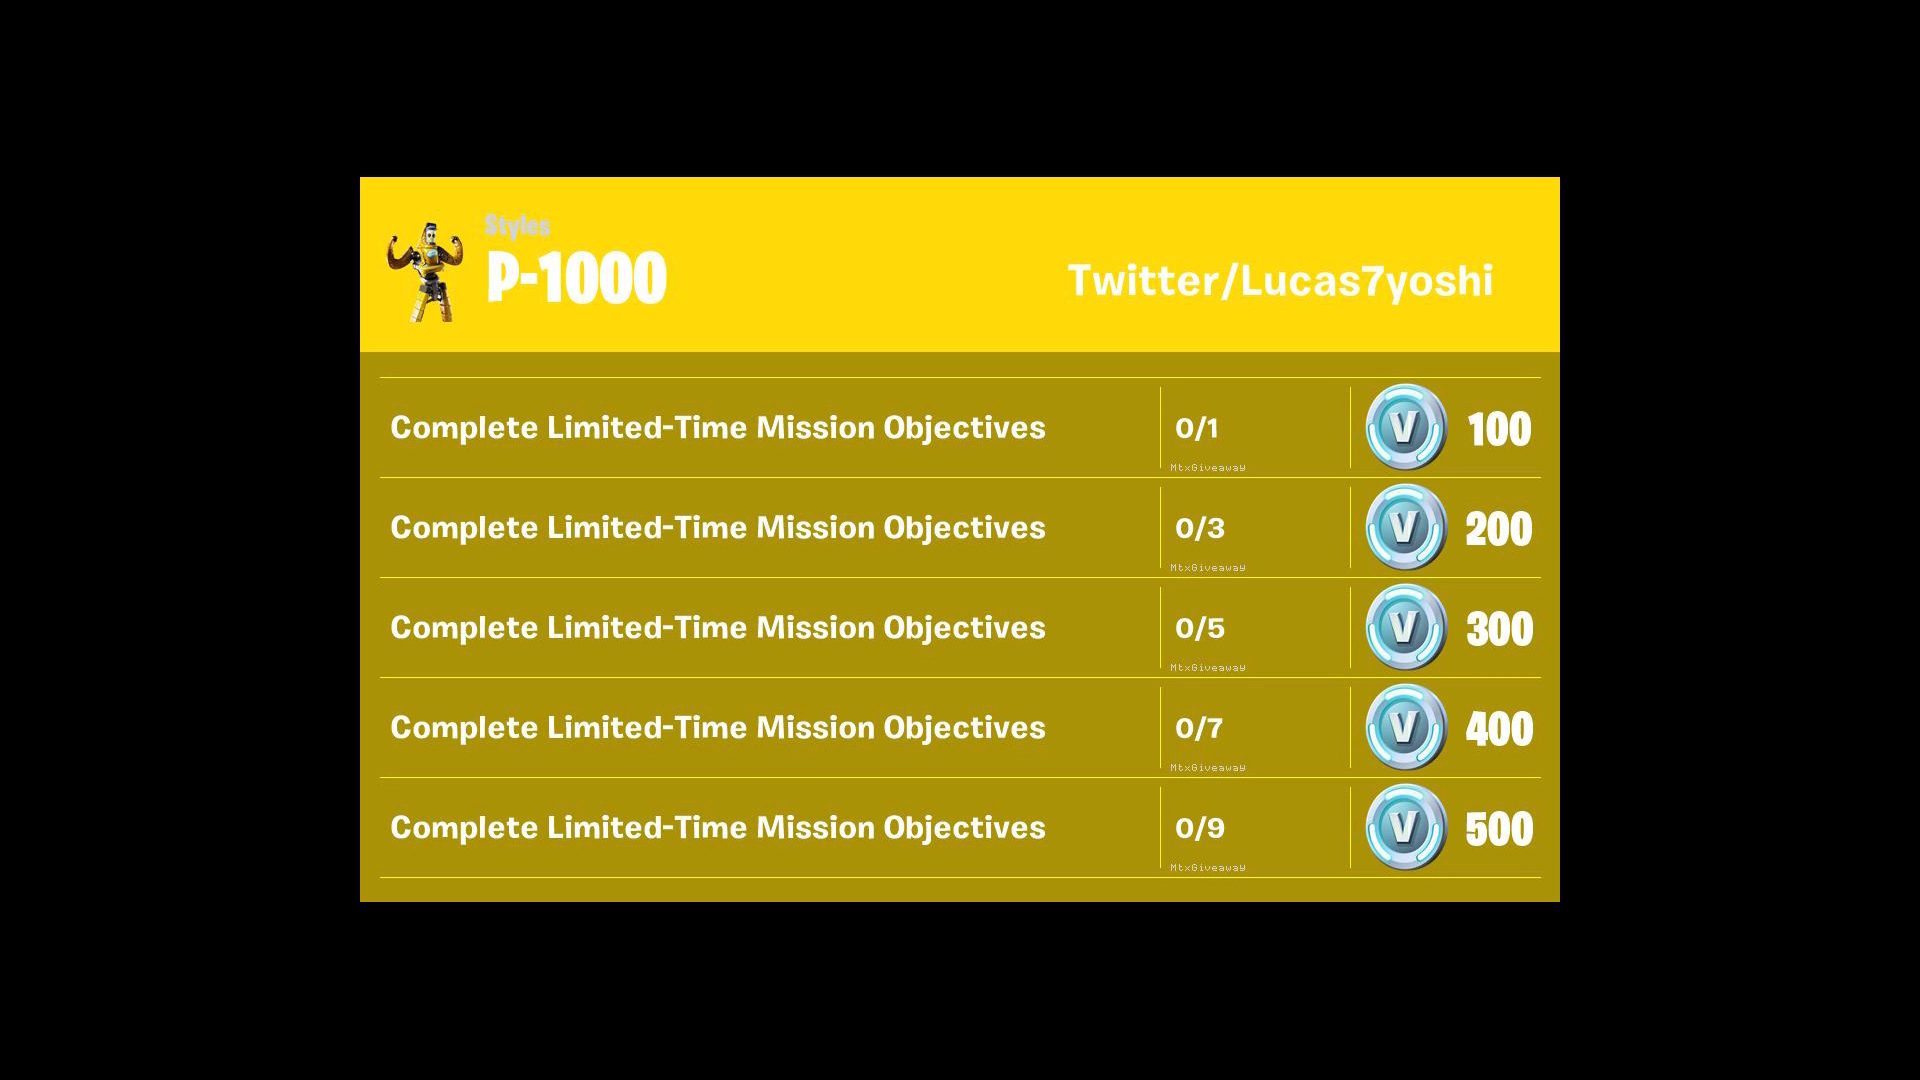 Styles
P-1000
Twitter/Lucas7yoshi
Complete Limited-Time Mission Objectives 0/1 V 100
MtxGiveaway
Complete Limited-Time Mission Objectives 0/3 V 200
MtxGiveaway
Complete Limited-Time Mission Objectives 0/5 V 300
MtxGiveaway
Complete Limited-Time Mission Objectives 0/7 V 400
MtxGiveaway
Complete Limited-Time Mission Objectives 0/9 V 500
MtxGiveaway